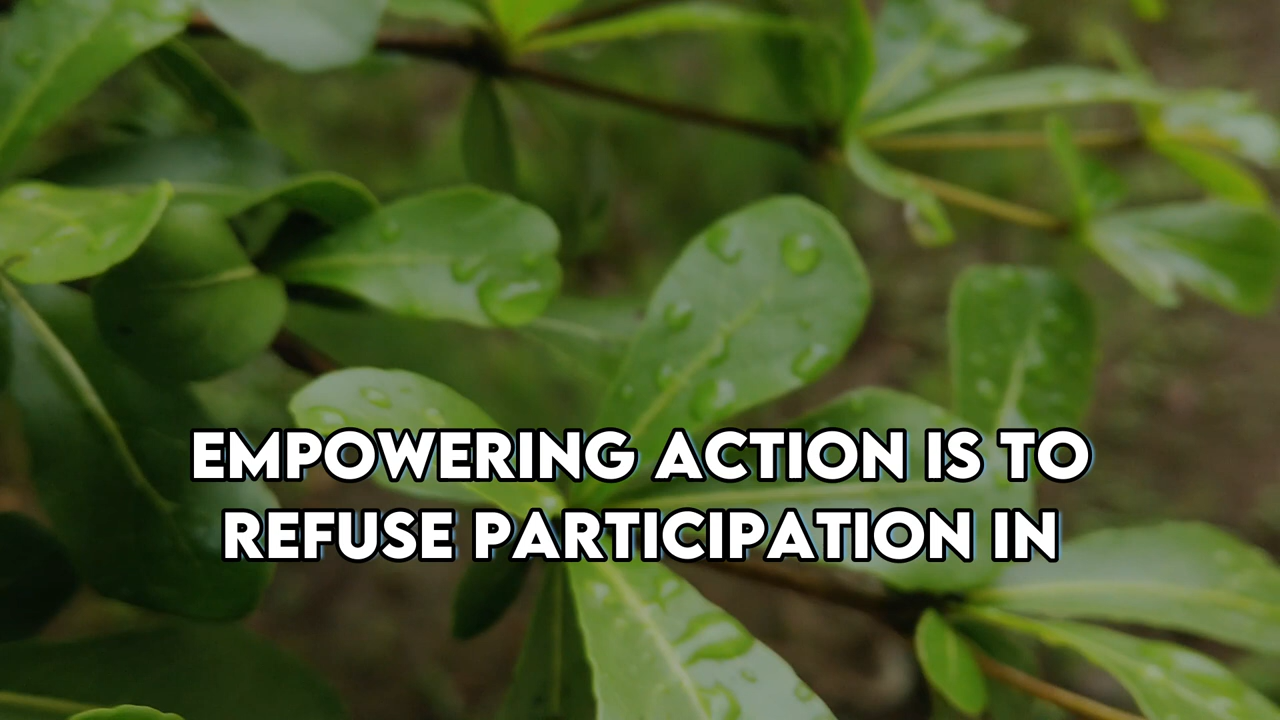 EMPOWERING ACTION IS TO
REFUSE PARTICIPATION IN